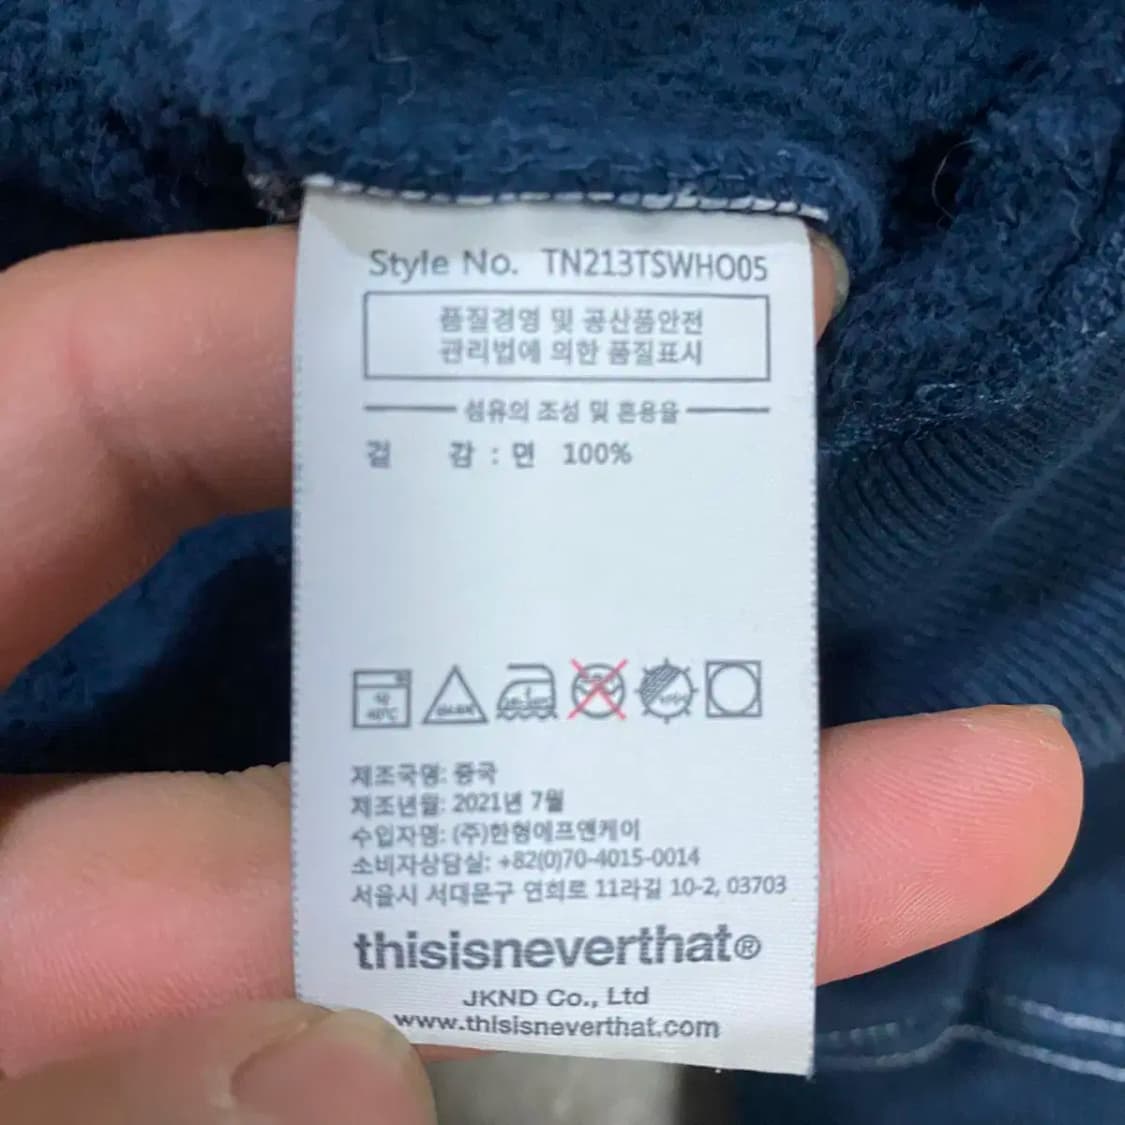 Style No. TN213TSWHO05
품질경영 및 공산품안전
관리법에 의한 품질표시
섬유의 조성 및 혼용율
겉 감 : 면 100%
40℃
제조국명: 중국
제조년월: 2021년 7월
수입자명: (주)한형에프앤케이
소비자상담실: +82(0)70-4015-0014
서울시 서대문구 연희로 11라길 10-2, 03703
thisisneverthat®
JKND Co., Ltd
www.thisisneverthat.com